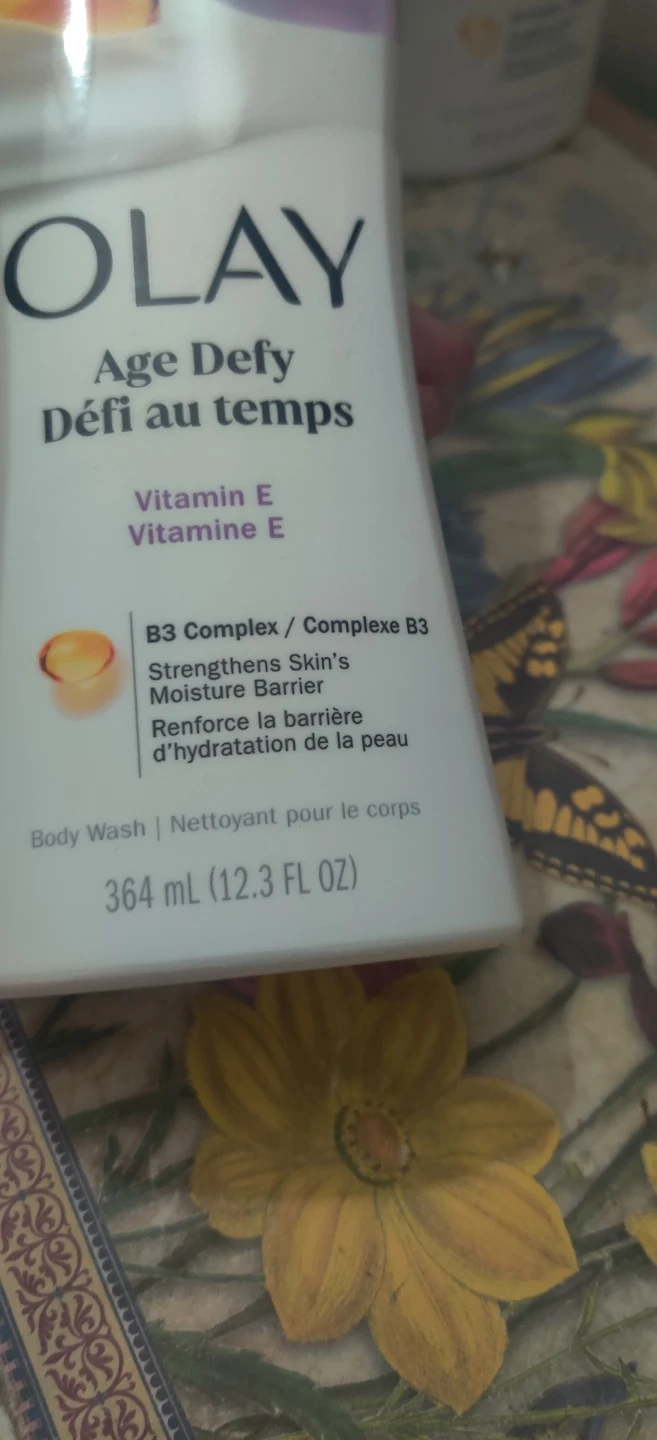 OLAY
Age Defy
Défi au temps
Vitamin E
Vitamine E
B3 Complex / Complexe B3
Strengthens Skin's
Moisture Barrier
Renforce la barrière
d'hydratation de la peau
Body Wash | Nettoyant pour le corps
364 mL (12.3 FL OZ)